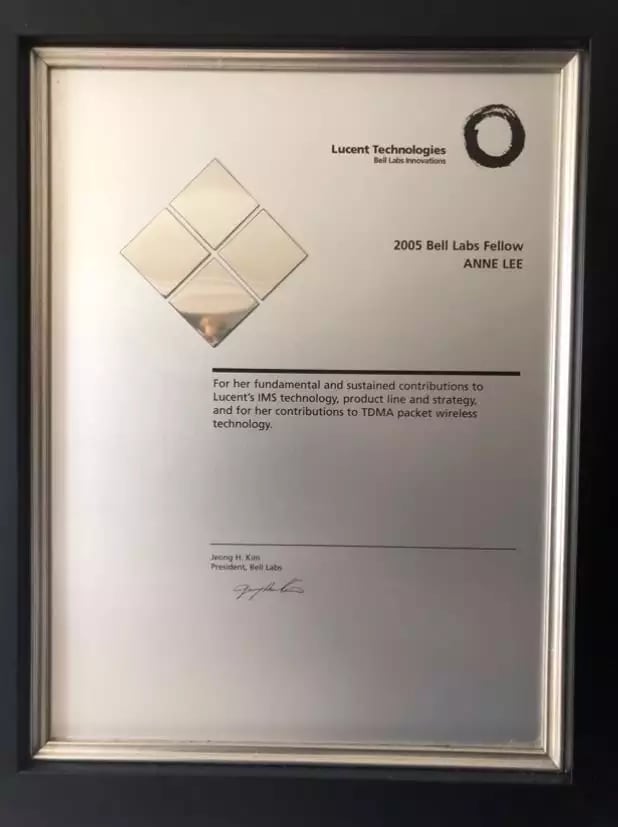 Lucent Technologies
Bell Labs Innovations
2005 Bell Labs Fellow
ANNE LEE
For her fundamental and sustained contributions to
Lucent's IMS technology, product line and strategy,
and for her contributions to TDMA packet wireless
technology.
Jeong H. Kim
President, Bell Labs